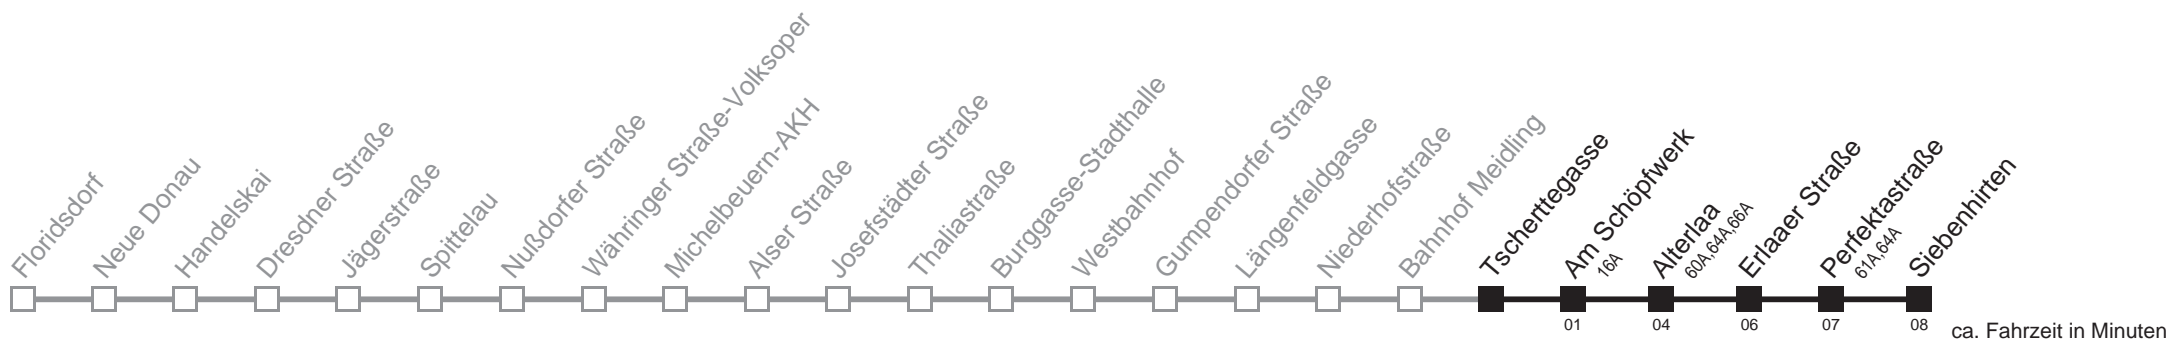 Floridsdorf
Neue Donau
Handelskai
Dresdner Straße
Jägerstraße
Spittelau
Nußdorfer Straße
Währinger Straße-Volksoper
Michelbeuern-AKH
Alser Straße
Josefstädter Straße
Thaliastraße
Burggasse-Stadthalle
Westbahnhof
Gumpendorfer Straße
Längenfeldgasse
Niederhofstraße
Bahnhof Meidling
Tscherttegasse
Am Schöpfwerk
16A
Alterlaa
60A,64A,66A
Erlaaer Straße
Perfektastraße
61A,64A
Siebenhirten
01 04 06 07 08
ca. Fahrzeit in Minuten